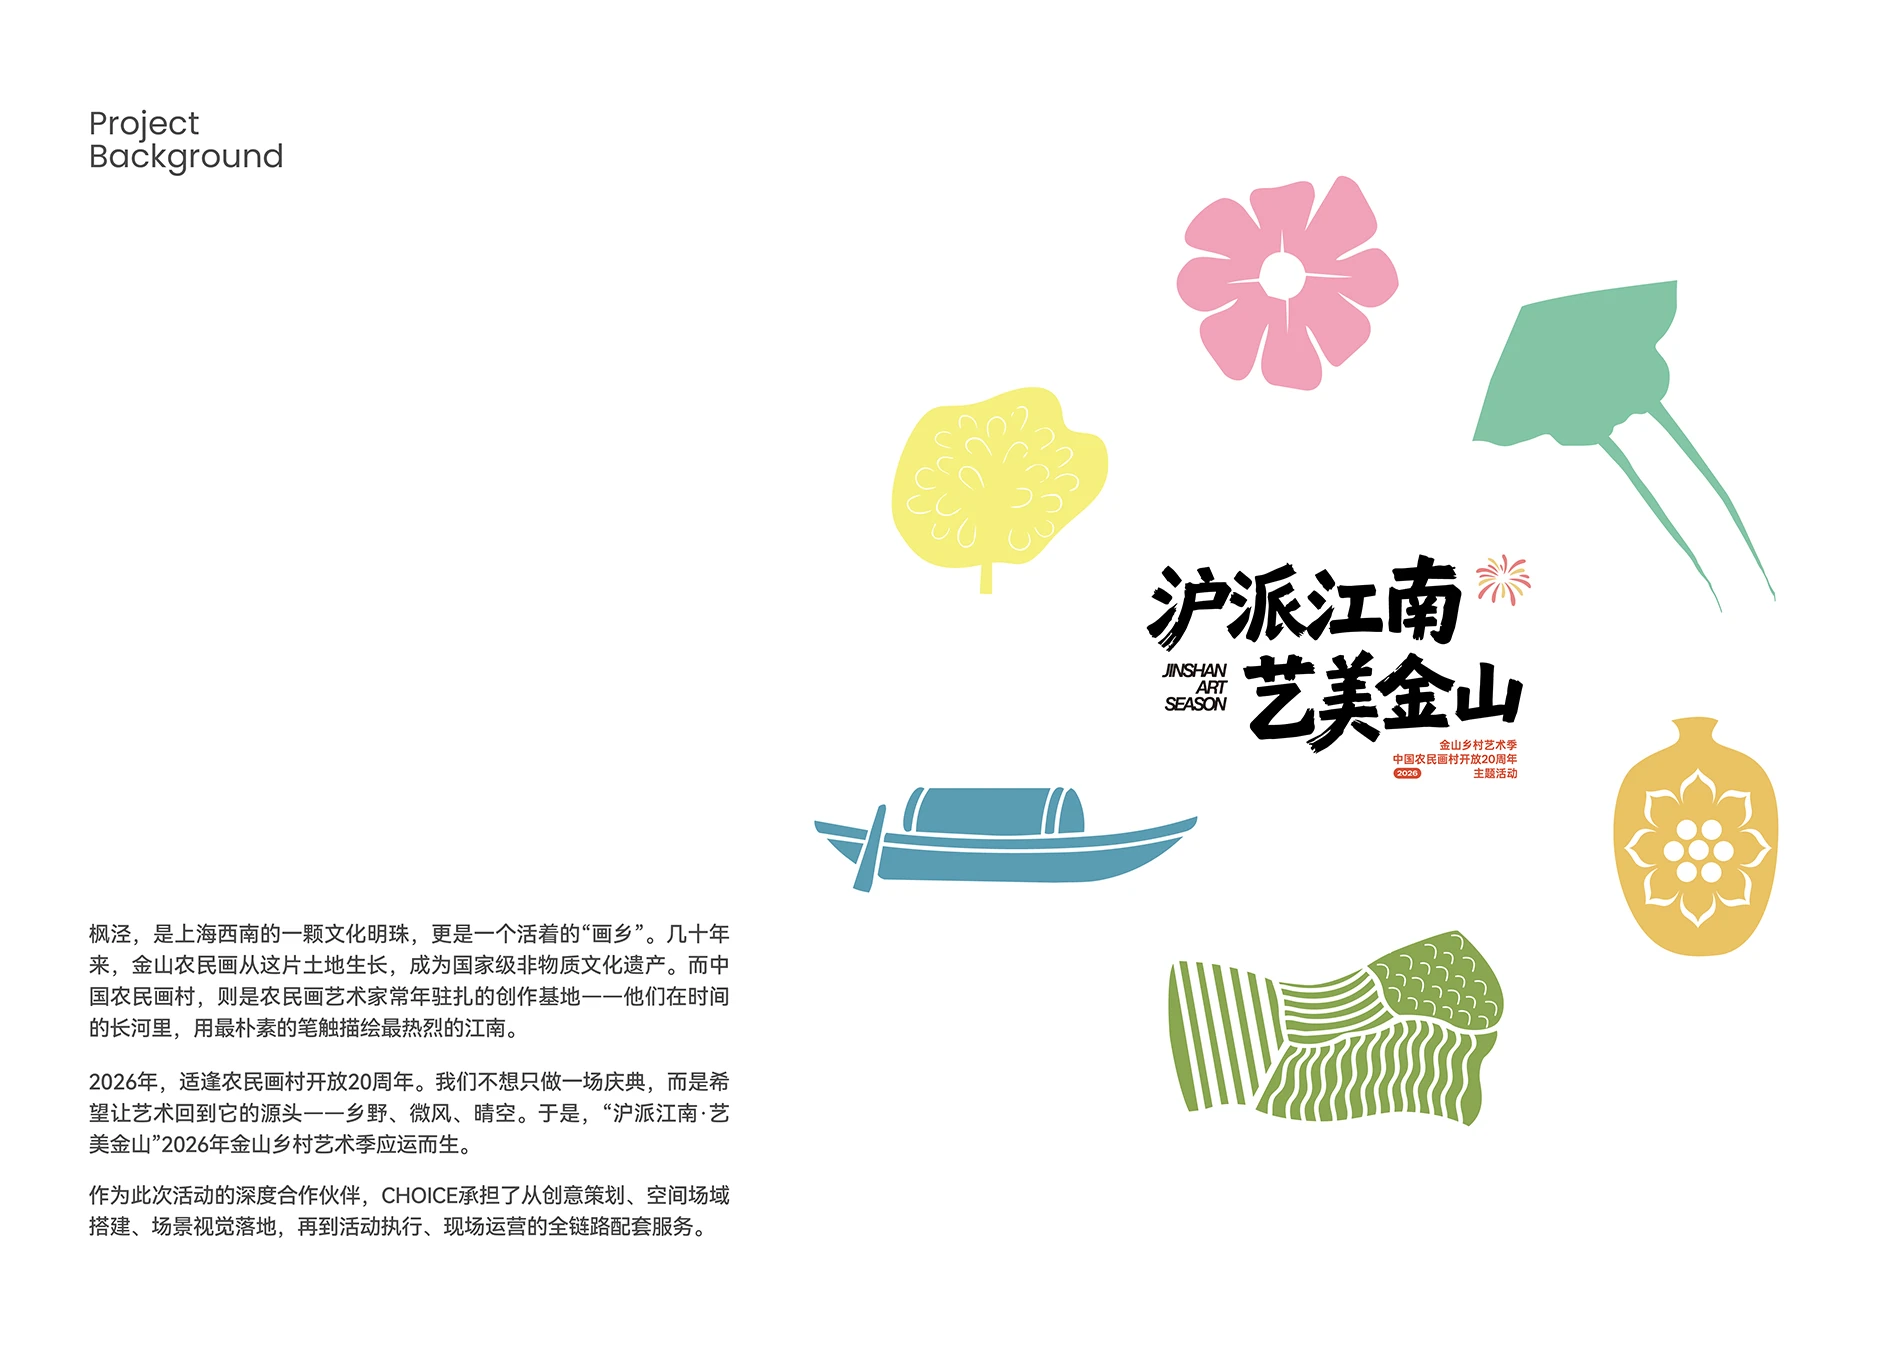 Project
Background
沪派江南
艺美金山
JINSHAN
ART
SEASON
金山乡村艺术季
中国农民画村开放20周年
2026 主题活动
枫泾，是上海西南的一颗文化明珠，更是一个活着的“画乡”。几十年
来，金山农民画从这片土地生长，成为国家级非物质文化遗产。而中
国农民画村，则是农民画艺术家常年驻扎的创作基地——他们在时间
的长河里，用最朴素的笔触描绘最热烈的江南。
2026年，适逢农民画村开放20周年。我们不想只做一场庆典，而是希
望让艺术回到它的源头——乡野、微风、晴空。于是，“沪派江南·艺
美金山”2026年金山乡村艺术季应运而生。
作为此次活动的深度合作伙伴，CHOICE承担了从创意策划、空间场域
搭建、场景视觉落地，再到活动执行、现场运营的全链路配套服务。